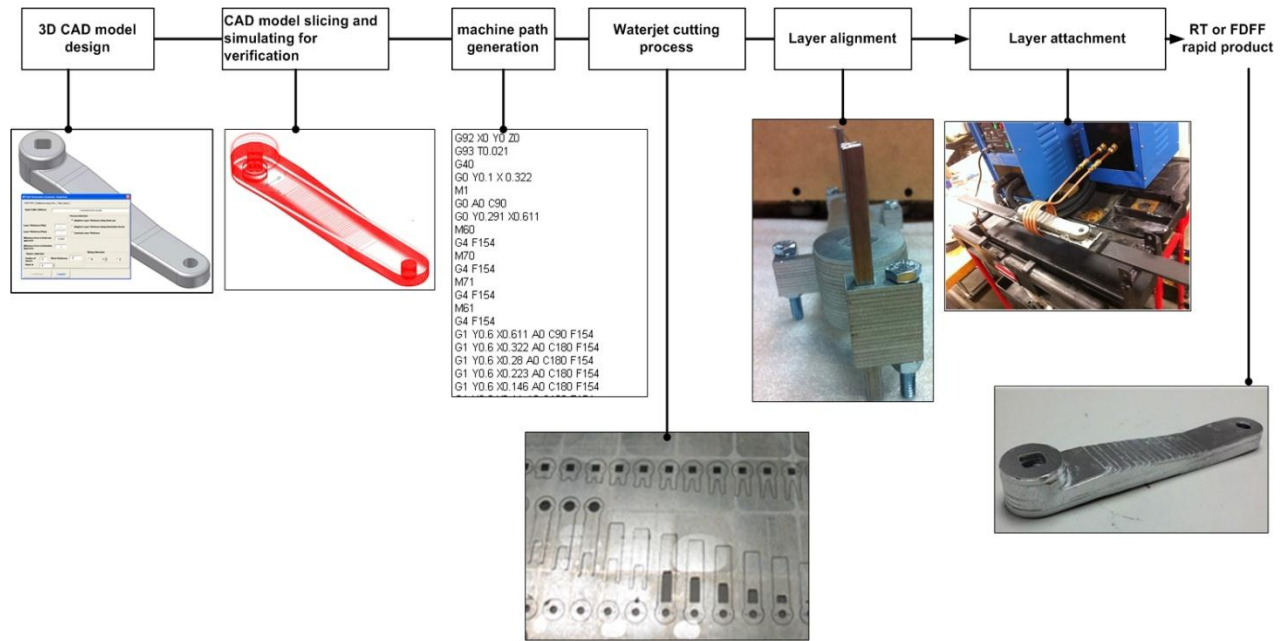 3D CAD model
design
CAD model slicing and
simulating for
verification
machine path
generation
Waterjet cutting
process
Layer alignment
Layer attachment
RT or FDFF
rapid product
G92 X0 Y0 Z0
G93 T0.021
G40
G0 Y0.1 X 0.322
M1
G0 A0 C90
G0 Y0.291 X0.611
M60
G4 F154
M70
G4 F154
M71
G4 F154
M61
G4 F154
G1 Y0.6 X0.611 A0 C90 F154
G1 Y0.6 X0.322 A0 C180 F154
G1 Y0.6 X0.28 A0 C180 F154
G1 Y0.6 X0.223 A0 C180 F154
G1 Y0.6 X0.146 A0 C180 F154